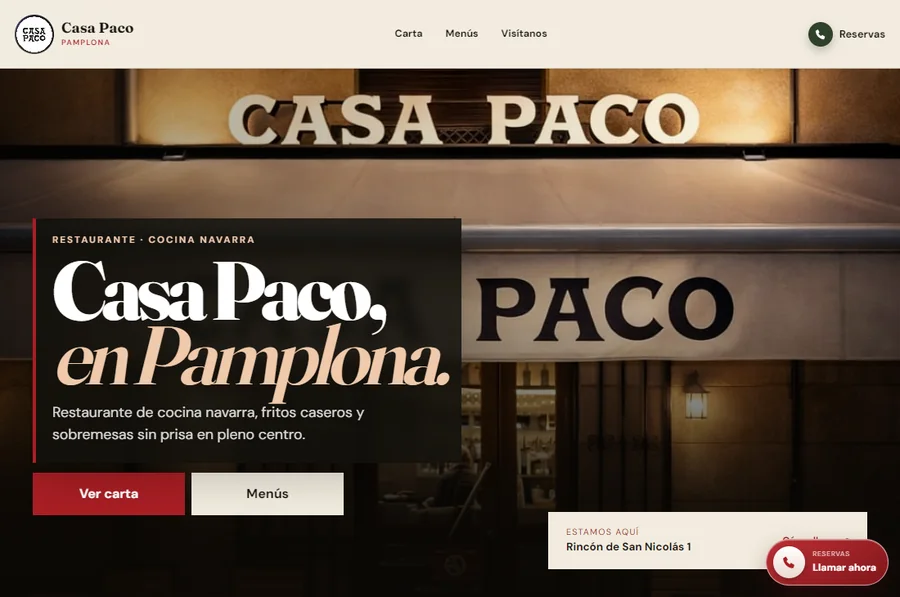 CASA
PACO
Casa Paco
PAMPLONA
Carta
Menús
Visítanos
Reservas
CASA PACO
RESTAURANTE · COCINA NAVARRA
Casa Paco,
en Pamplona.
PACO
Restaurante de cocina navarra, fritos caseros y
sobremesas sin prisa en pleno centro.
Ver carta
Menús
ESTAMOS AQUÍ
Rincón de San Nicolás 1
RESERVAS
Llamar ahora